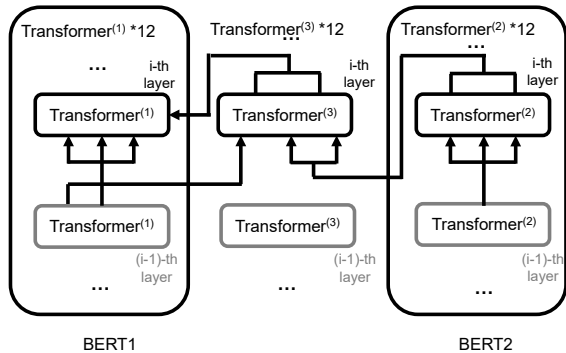 Transformer⁽¹⁾ *12
Transformer⁽³⁾ *12
Transformer⁽²⁾ *12
...
...
...
i-th
layer
i-th
layer
i-th
layer
Transformer⁽¹⁾
Transformer⁽³⁾
Transformer⁽²⁾
Transformer⁽¹⁾
Transformer⁽³⁾
Transformer⁽²⁾
(i-1)-th
layer
(i-1)-th
layer
(i-1)-th
layer
...
...
...
BERT1
BERT2